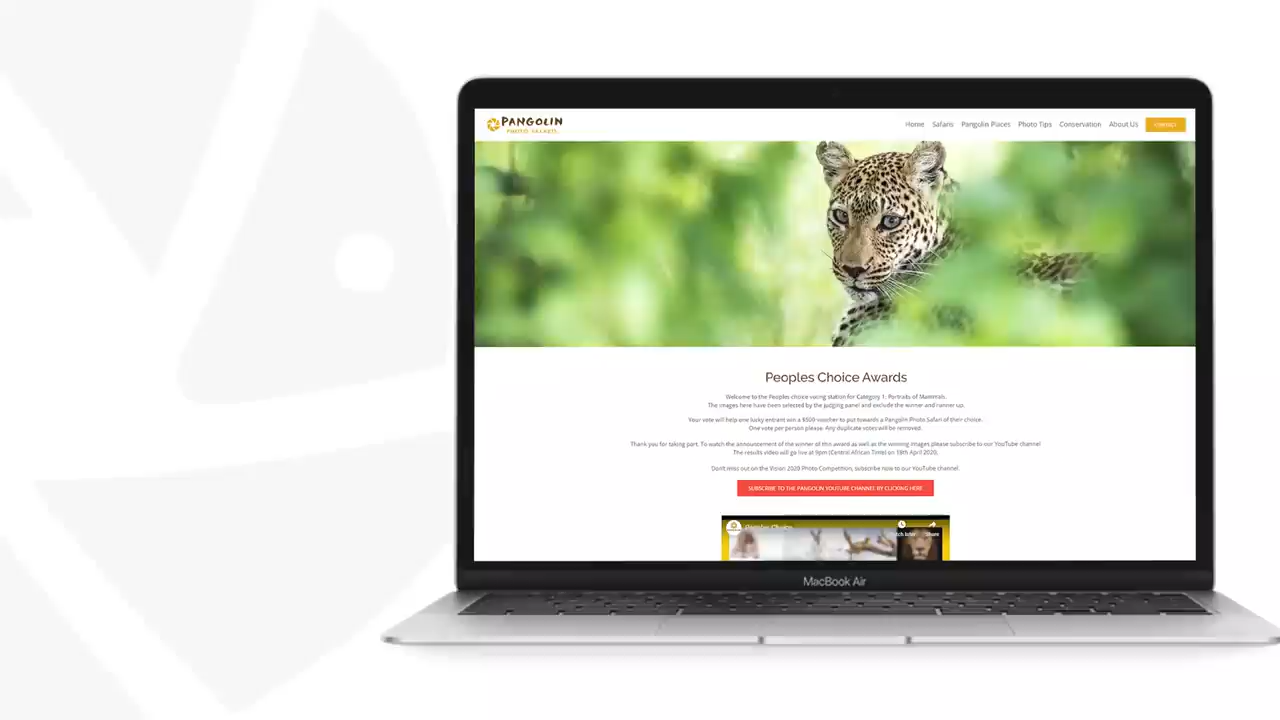 PANGOLIN
PHOTO SAFARIS
Home Safaris Pangolin Places Photo Tips Conservation About Us CONTACT
Peoples Choice Awards
Welcome to the Peoples choice voting station for Category 1: Portraits of Mammals.
The images here have been selected by the judging panel and exclude the winner and runner up.
Your vote will help one lucky entrant win a $500 voucher to put towards a Pangolin Photo Safari of their choice.
One vote per person please. Any duplicate votes will be removed.
Thank you for taking part. To watch the announcement of the winner of this award as well as the winning images please subscribe to our YouTube channel
The results video will go live at 9pm (Central African Time) on 18th April 2020.
Don't miss out on the Vision 2020 Photo Competition, subscribe now to our YouTube channel.
SUBSCRIBE TO THE PANGOLIN YOUTUBE CHANNEL BY CLICKING HERE
Peoples Choice
Watch later Share
MacBook Air